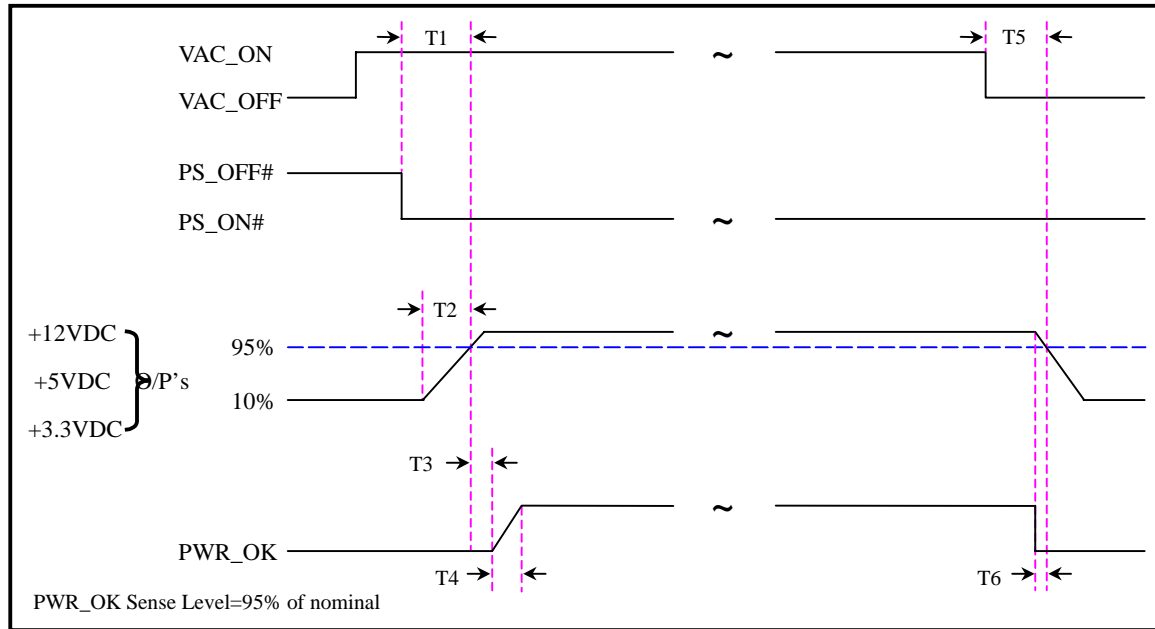 T1
T5
VAC_ON
~
VAC_OFF
PS_OFF#
PS_ON#
~
T2
+12VDC
~
95%
+5VDC
O/P's
10%
+3.3VDC
T3
~
PWR_OK
T4
T6
PWR_OK Sense Level=95% of nominal